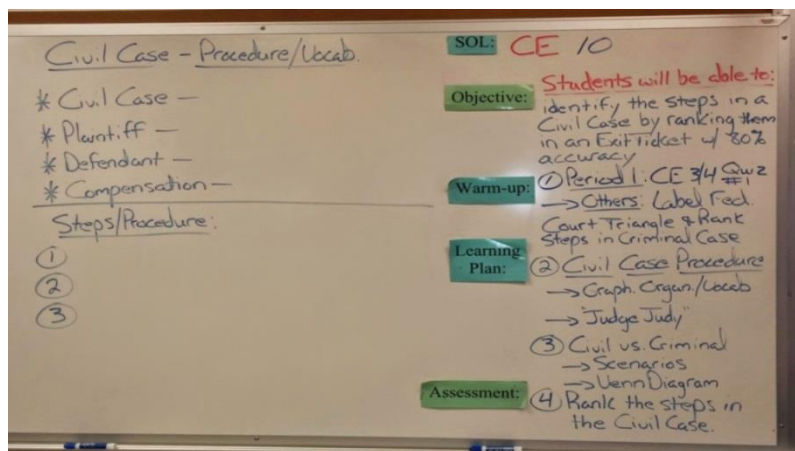 Civil Case - Procedure/Vocab.
* Civil Case -
* Plaintiff -
* Defendant -
* Compensation -
Steps/Procedure:
①
②
③
SOL: CE 10
Objective: Students will be able to:
identify the steps in a
Civil Case by ranking them
in an Exit Ticket w/ 80%
accuracy
Warm-up: ① Period 1: CE 3/4 Quiz #1
→ Others: Label Fed.
Court Triangle & Rank
Steps in Criminal Case
Learning
Plan: ② Civil Case Procedure
→ Graph. Organ./Vocab
→ "Judge Judy"
③ Civil vs. Criminal
→ Scenarios
→ Venn Diagram
Assessment: ④ Rank the steps in
the Civil Case.